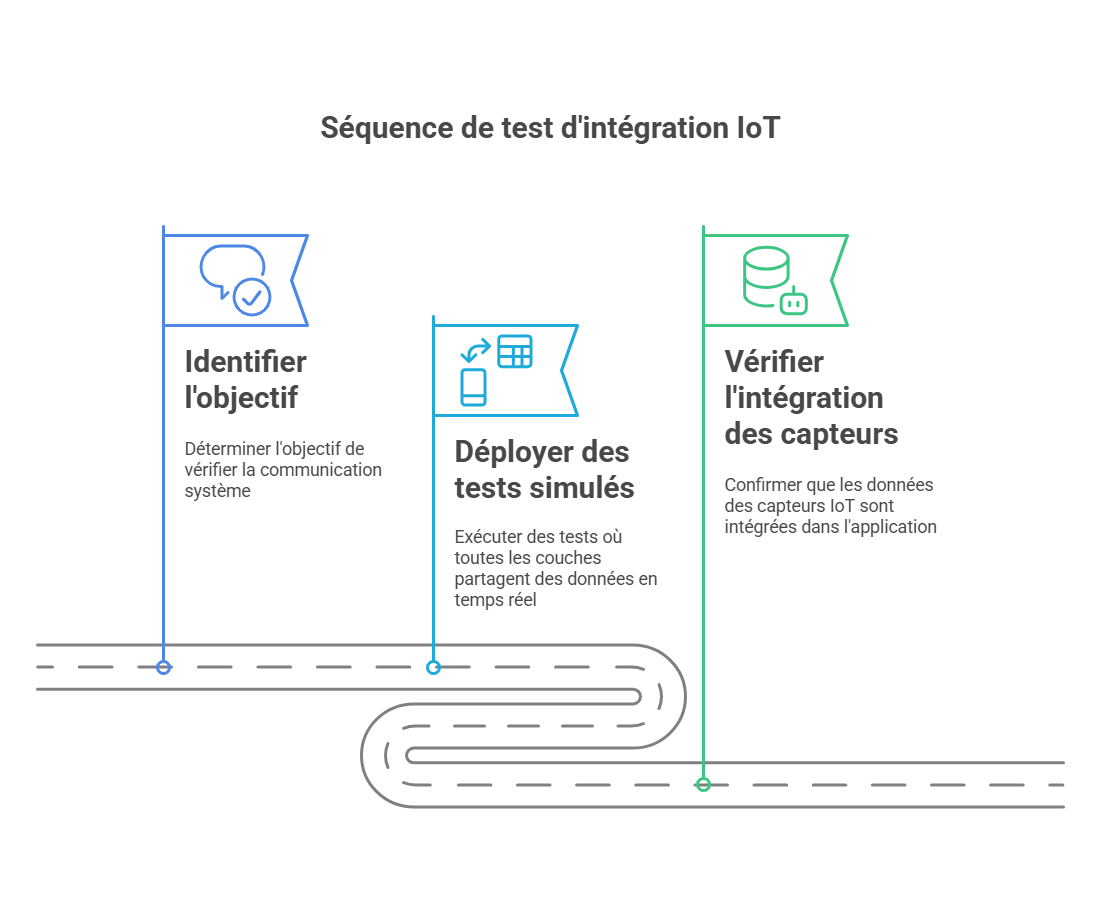 Séquence de test d'intégration IoT
Identifier
l'objectif
Déterminer l'objectif de
vérifier la communication
système
Déployer des
tests simulés
Exécuter des tests où
toutes les couches
partagent des données en
temps réel
Vérifier
l'intégration
des capteurs
Confirmer que les données
des capteurs IoT sont
intégrées dans l'application